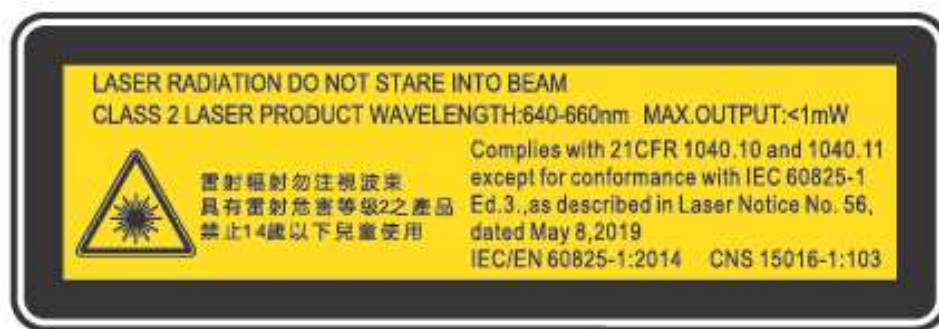 LASER RADIATION DO NOT STARE INTO BEAM
CLASS 2 LASER PRODUCT WAVELENGTH:640-660nm MAX.OUTPUT:<1mW
雷射輻射勿注視波束
具有雷射危害等級2之產品
禁止14歲以下兒童使用
Complies with 21CFR 1040.10 and 1040.11
except for conformance with IEC 60825-1
Ed.3.,as described in Laser Notice No. 56,
dated May 8,2019
IEC/EN 60825-1:2014 CNS 15016-1:103